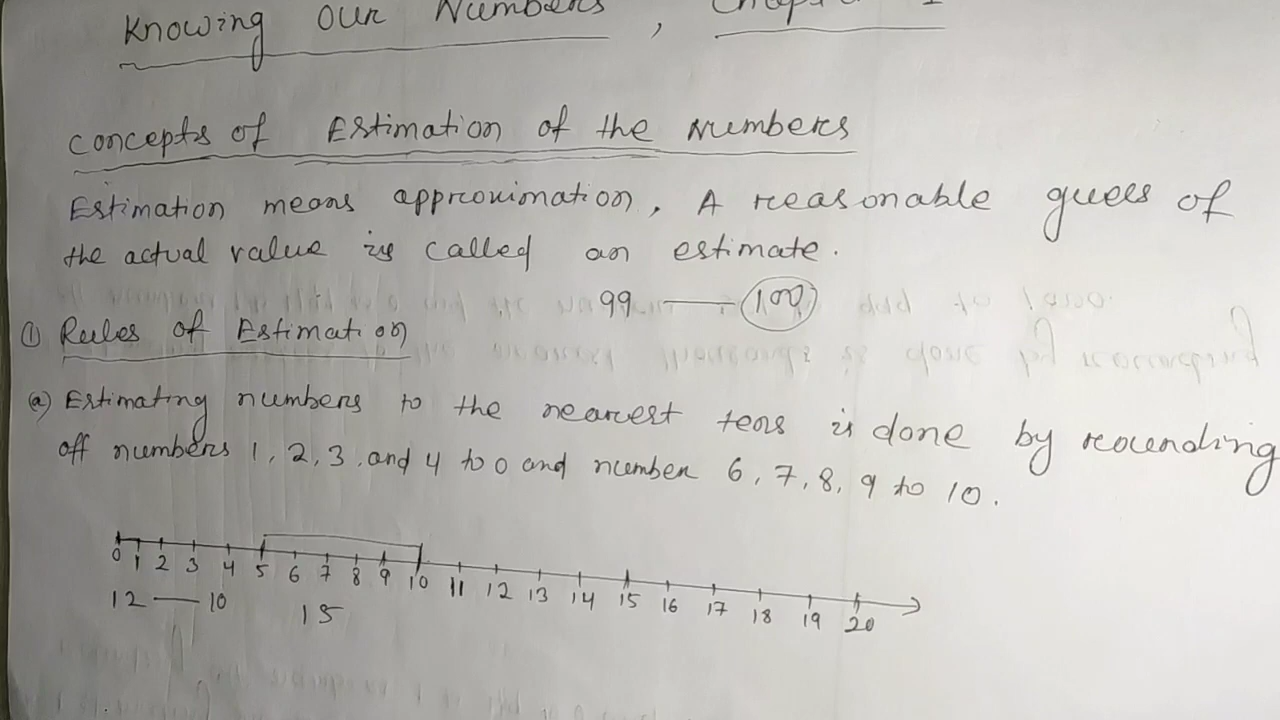 Knowing Our Numbers, Chapter 1
Concepts of Estimation of the Numbers
Estimation means approximation. A reasonable guees of
the actual value is called an estimate.
99 — 100
① Rules of Estimation
(a) Estimating numbers to the nearest tens is done by rounding
off numbers 1, 2, 3, and 4 to 0 and number 6, 7, 8, 9 to 10.
0 1 2 3 4 5 6 7 8 9 10 11 12 13 14 15 16 17 18 19 20
12 — 10 15